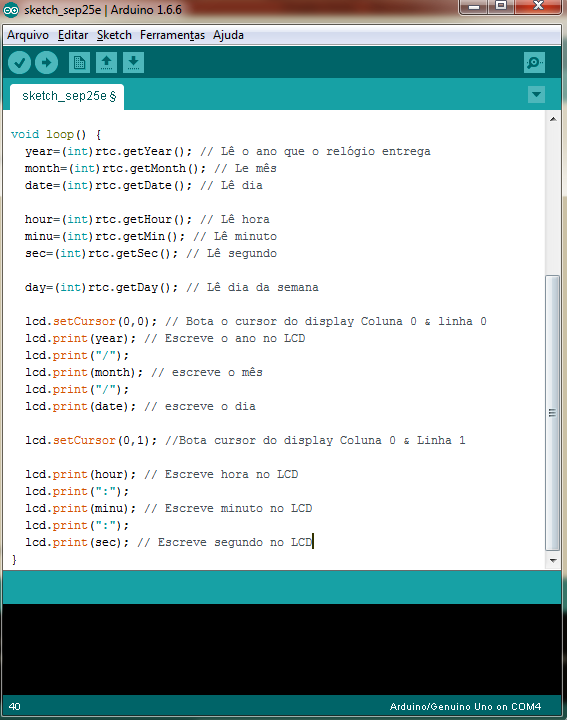 sketch_sep25e | Arduino 1.6.6
Arquivo Editar Sketch Ferramentas Ajuda
sketch_sep25e §
void loop() {
year=(int)rtc.getYear(); // Lê o ano que o relógio entrega
month=(int)rtc.getMonth(); // Le mês
date=(int)rtc.getDate(); // Lê dia
hour=(int)rtc.getHour(); // Lê hora
minu=(int)rtc.getMin(); // Lê minuto
sec=(int)rtc.getSec(); // Lê segundo
day=(int)rtc.getDay(); // Lê dia da semana
lcd.setCursor(0,0); // Bota o cursor do display Coluna 0 & linha 0
lcd.print(year); // Escreve o ano no LCD
lcd.print("/");
lcd.print(month); // escreve o mês
lcd.print("/");
lcd.print(date); // escreve o dia
lcd.setCursor(0,1); //Bota cursor do display Coluna 0 & Linha 1
lcd.print(hour); // Escreve hora no LCD
lcd.print(":");
lcd.print(minu); // Escreve minuto no LCD
lcd.print(":");
lcd.print(sec); // Escreve segundo no LCD
}
40 Arduino/Genuino Uno on COM4